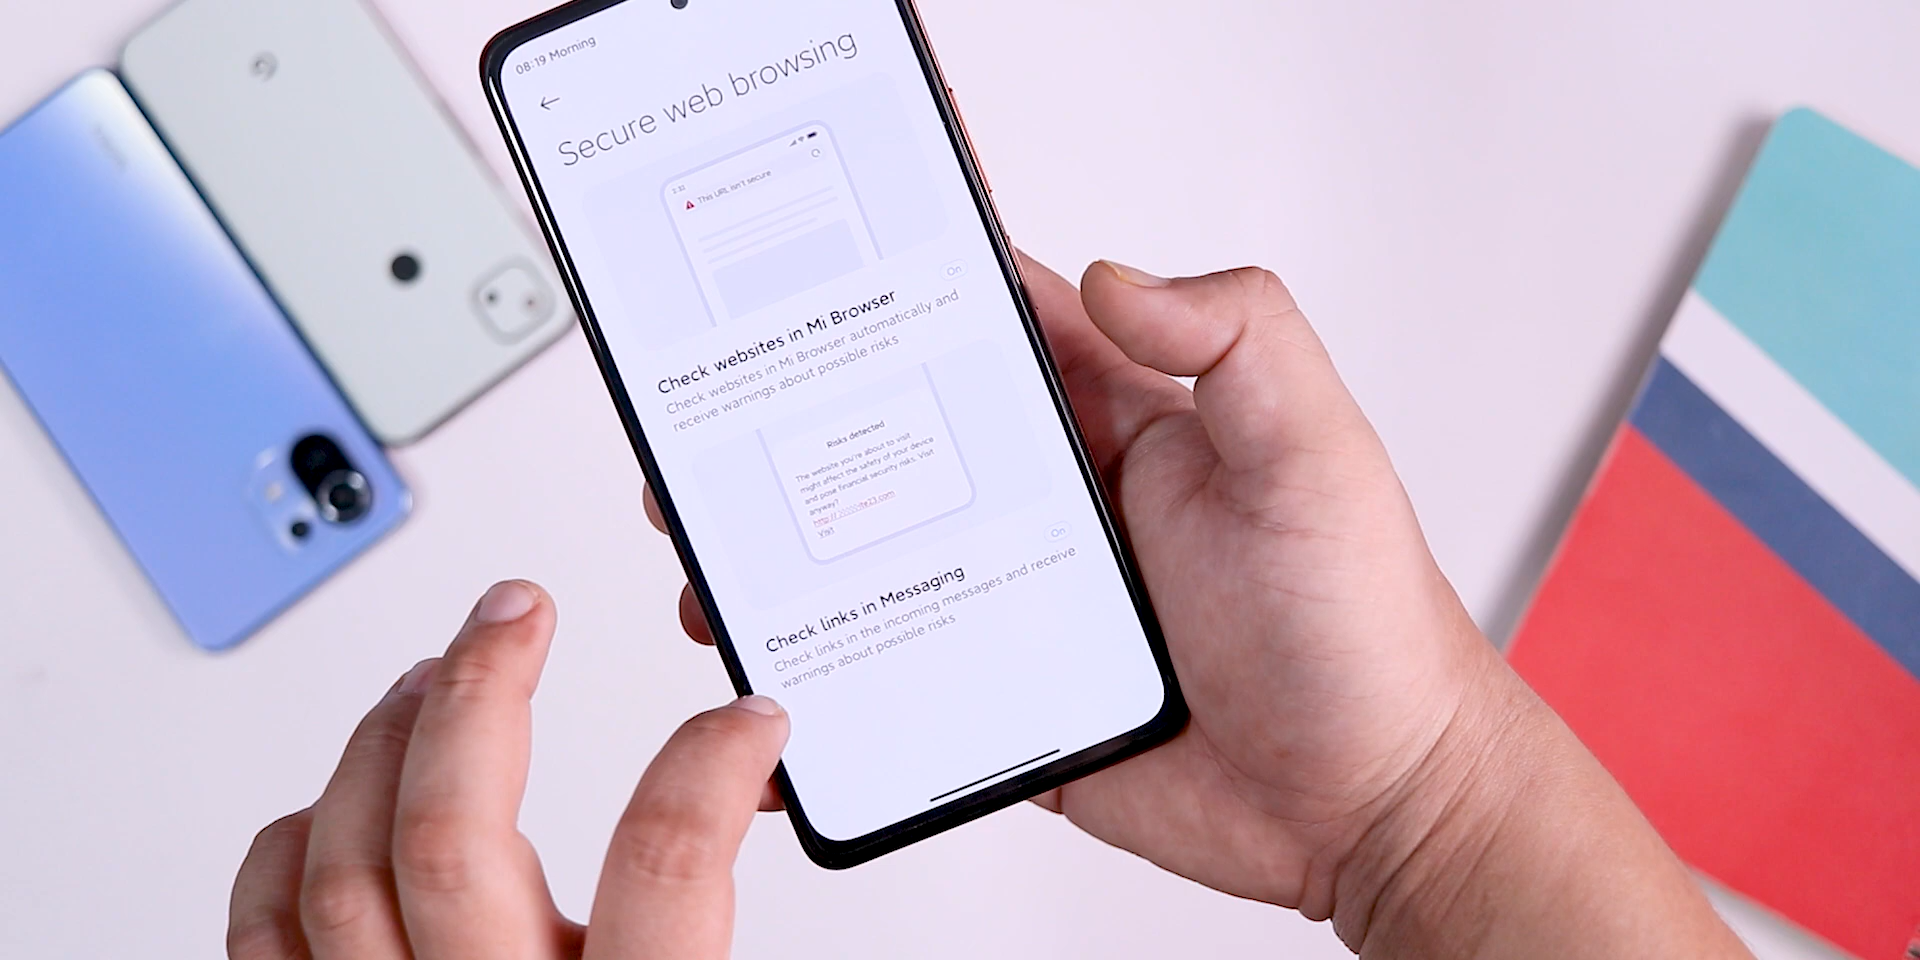 08:19 Morning
Secure web browsing
2:32
This URL isn't secure
On
Check websites in Mi Browser
Check websites in Mi Browser automatically and
receive warnings about possible risks
Risks detected
The website you're about to visit
might affect the safety of your device
and pose financial security risks. Visit
anyway?
Visit
On
Check links in Messaging
Check links in the incoming messages and receive
warnings about possible risks